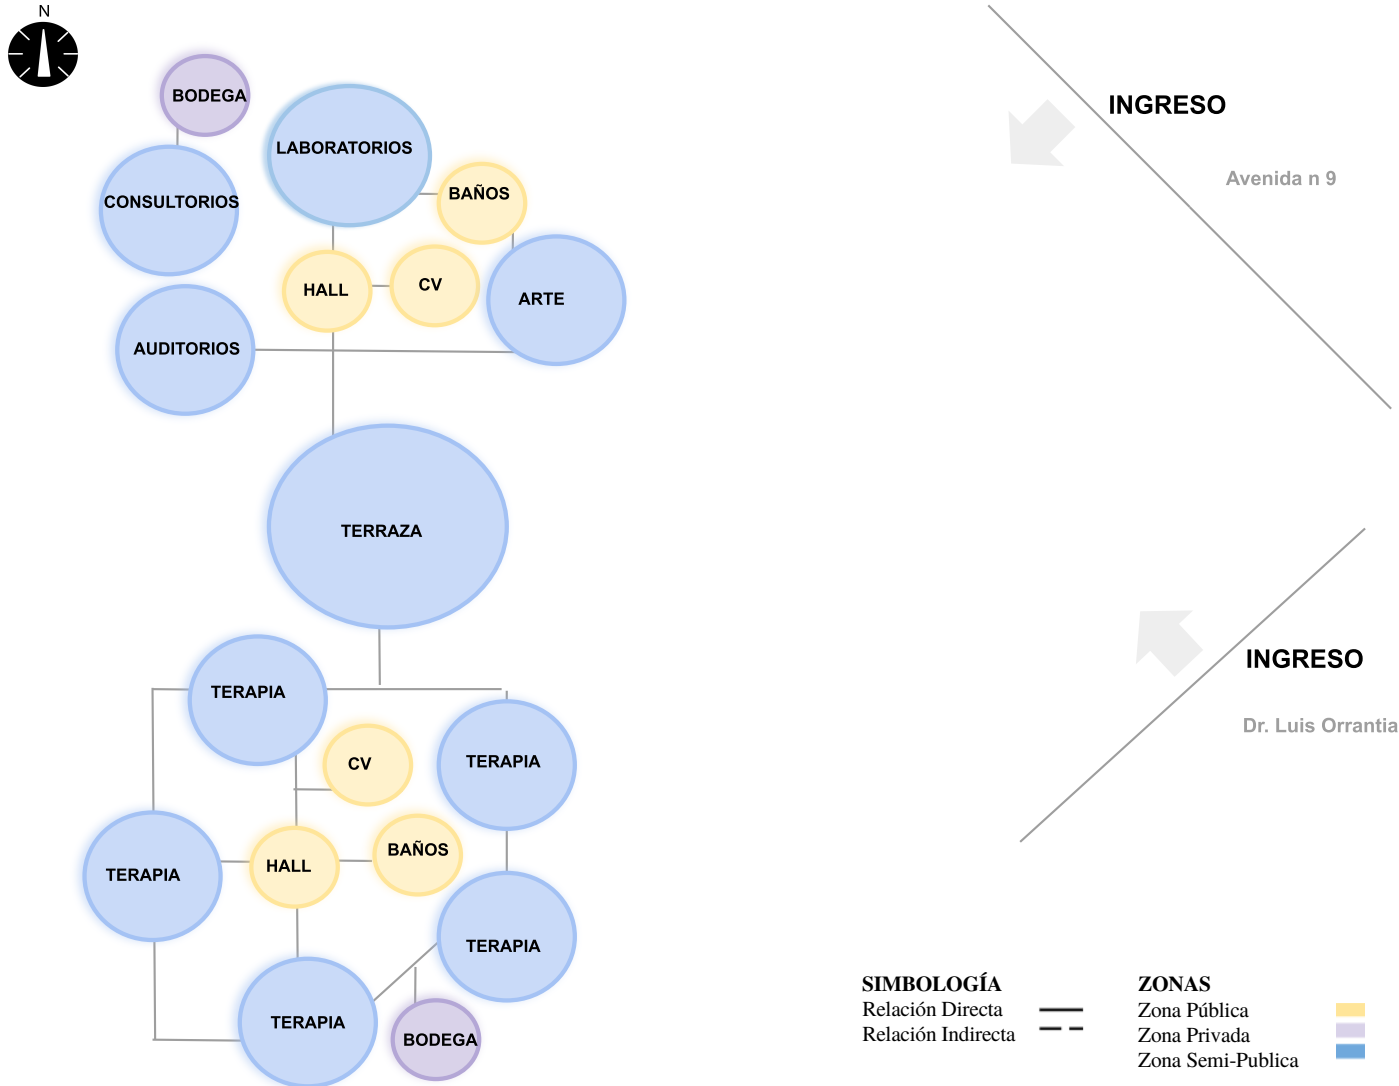 N
BODEGA
LABORATORIOS
CONSULTORIOS
BAÑOS
HALL
CV
ARTE
AUDITORIOS
TERRAZA
TERAPIA
CV
TERAPIA
BAÑOS
HALL
TERAPIA
TERAPIA
TERAPIA
BODEGA
INGRESO
Avenida n 9
INGRESO
Dr. Luis Orrantia
SIMBOLOGÍA
Relación Directa
Relación Indirecta
ZONAS
Zona Pública
Zona Privada
Zona Semi-Publica